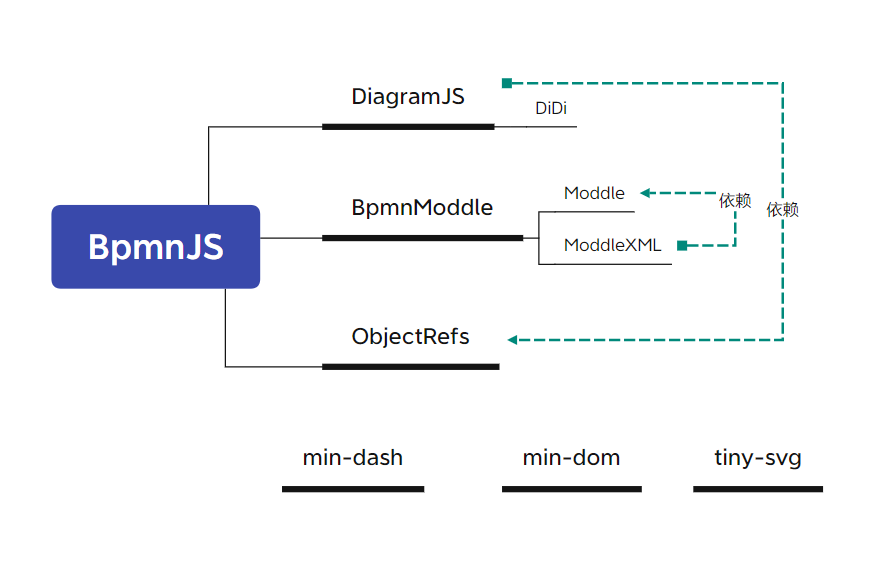 DiagramJS
DiDi
BpmnJS
BpmnModdle
Moddle
ModdleXML
依赖
依赖
ObjectRefs
min-dash
min-dom
tiny-svg